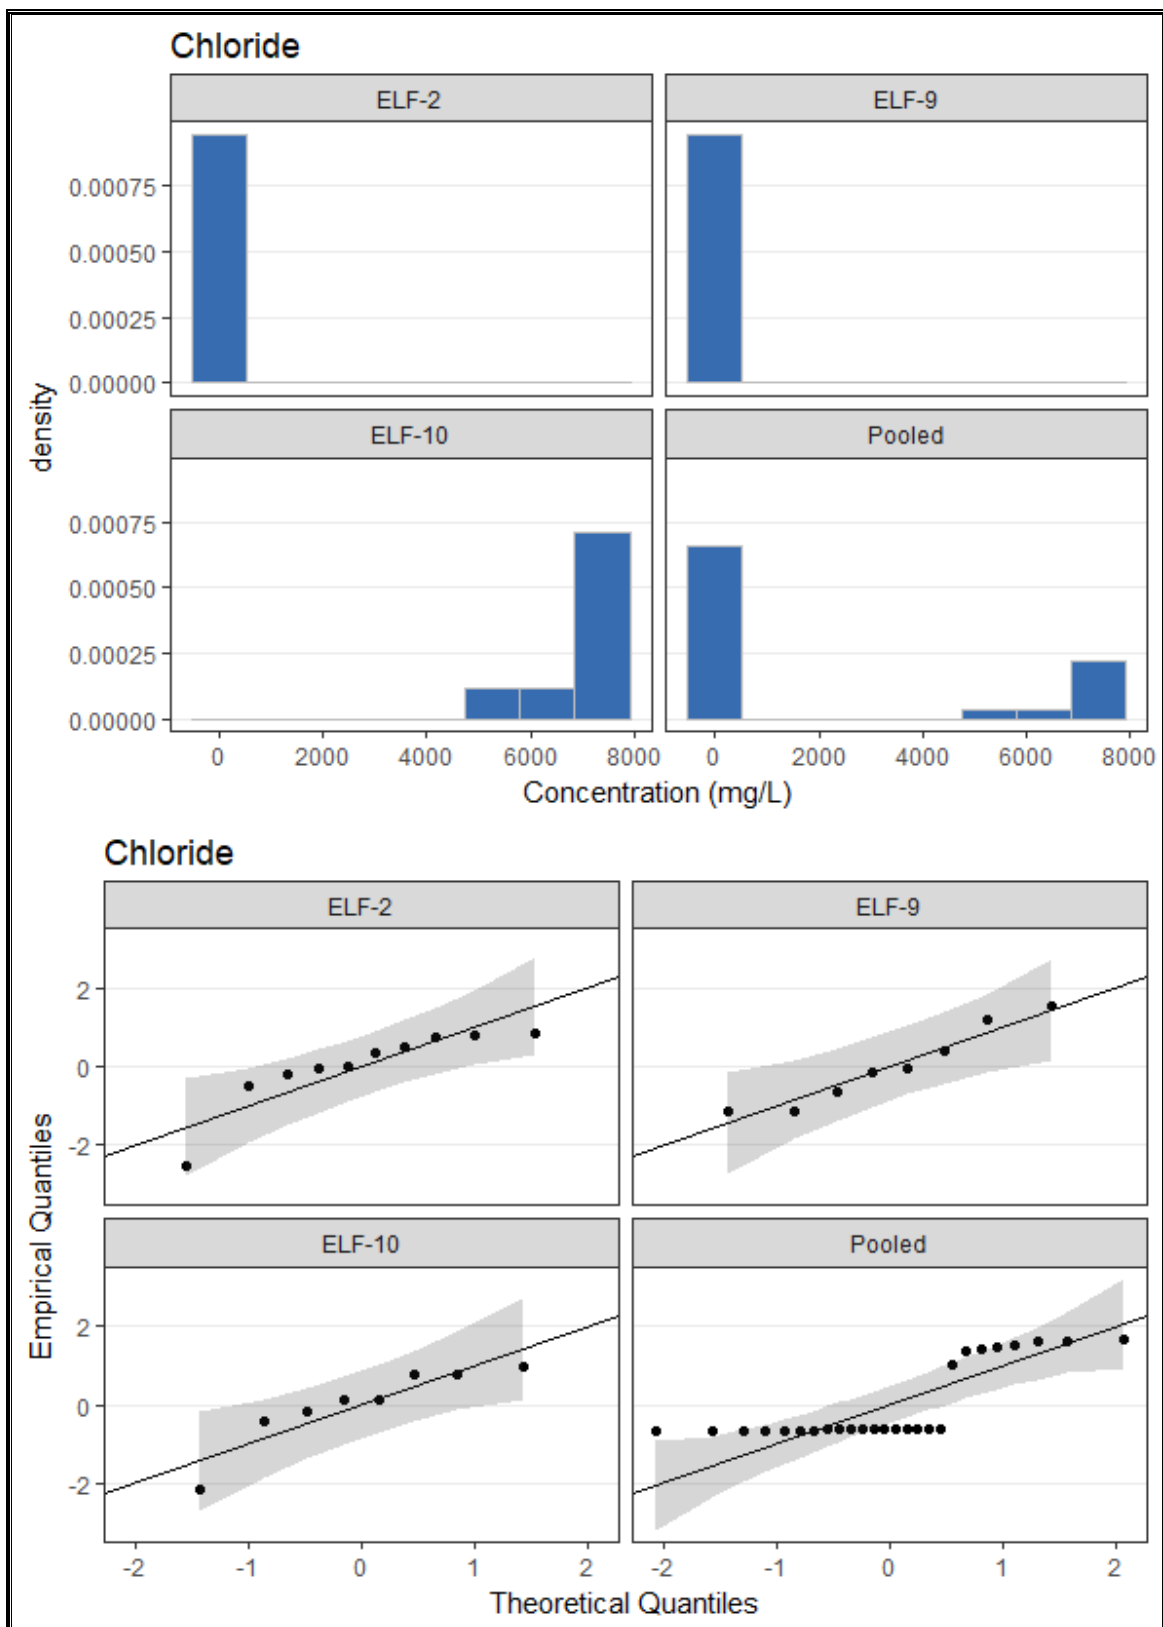 Chloride
ELF-2 ELF-9
0.00075
0.00050
0.00025
0.00000
density
ELF-10 Pooled
0.00075
0.00050
0.00025
0.00000
0 2000 4000 6000 8000 0 2000 4000 6000 8000
Concentration (mg/L)
Chloride
ELF-2 ELF-9
2
0
-2
Empirical Quantiles
ELF-10 Pooled
2
0
-2
-2 -1 0 1 2 -2 -1 0 1 2
Theoretical Quantiles